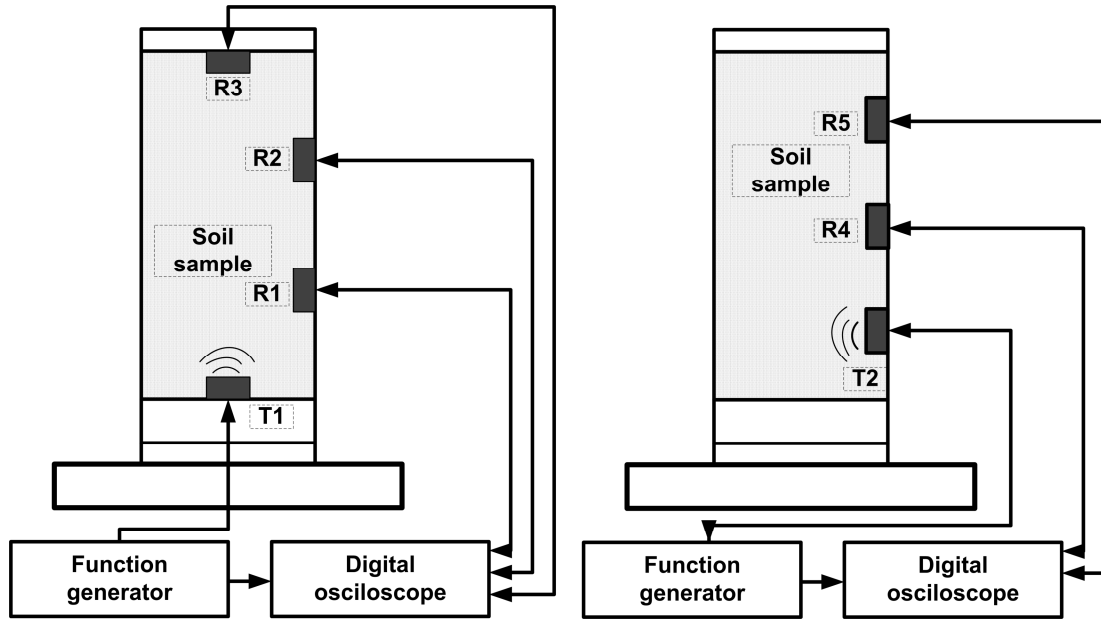 R3
R2
Soil
sample
R1
T1
Function
generator
Digital
osciloscope
R5
Soil
sample
R4
T2
Function
generator
Digital
osciloscope